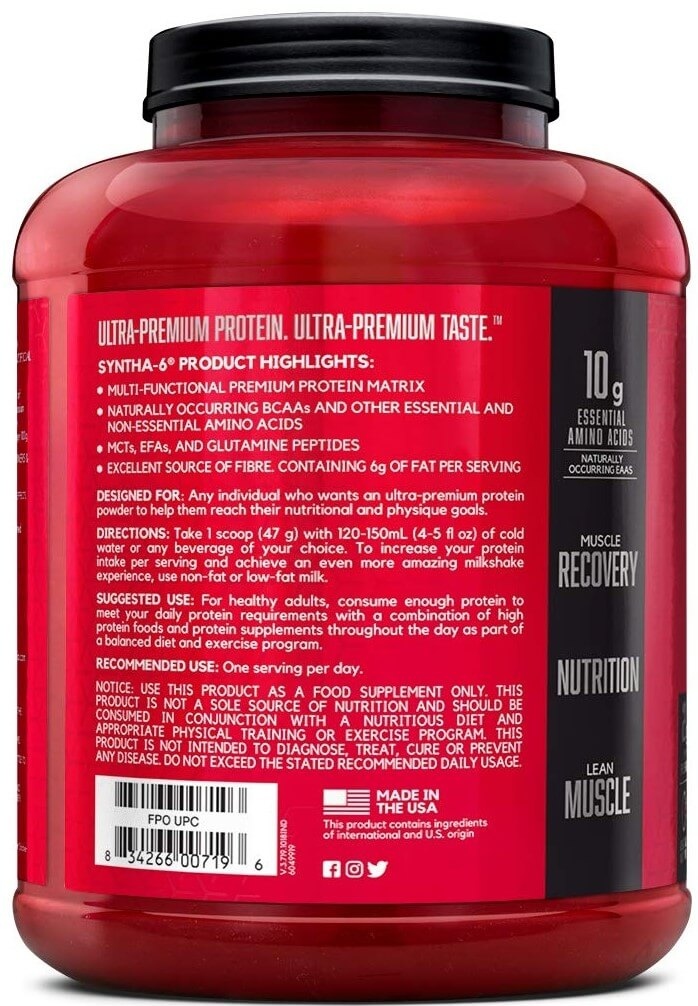 ULTRA-PREMIUM PROTEIN. ULTRA-PREMIUM TASTE.™
SYNTHA-6® PRODUCT HIGHLIGHTS:
• MULTI-FUNCTIONAL PREMIUM PROTEIN MATRIX
• NATURALLY OCCURRING BCAAs AND OTHER ESSENTIAL AND
NON-ESSENTIAL AMINO ACIDS
• MCTs, EFAs, AND GLUTAMINE PEPTIDES
• EXCELLENT SOURCE OF FIBRE. CONTAINING 6g OF FAT PER SERVING
DESIGNED FOR: Any individual who wants an ultra-premium protein
powder to help them reach their nutritional and physique goals.
DIRECTIONS: Take 1 scoop (47 g) with 120-150mL (4-5 fl oz) of cold
water or any beverage of your choice. To increase your protein
intake per serving and achieve an even more amazing milkshake
experience, use non-fat or low-fat milk.
SUGGESTED USE: For healthy adults, consume enough protein to
meet your daily protein requirements with a combination of high
protein foods and protein supplements throughout the day as part of
a balanced diet and exercise program.
RECOMMENDED USE: One serving per day.
NOTICE: USE THIS PRODUCT AS A FOOD SUPPLEMENT ONLY. THIS
PRODUCT IS NOT A SOLE SOURCE OF NUTRITION AND SHOULD BE
CONSUMED IN CONJUNCTION WITH A NUTRITIOUS DIET AND
APPROPRIATE PHYSICAL TRAINING OR EXERCISE PROGRAM. THIS
PRODUCT IS NOT INTENDED TO DIAGNOSE, TREAT, CURE OR PREVENT
ANY DISEASE. DO NOT EXCEED THE STATED RECOMMENDED DAILY USAGE.
FPO UPC
8 34266 00719 6
V.3.719.1018IND
6049919
MADE IN
THE USA
This product contains ingredients
of international and U.S. origin
10 g
ESSENTIAL
AMINO ACIDS
NATURALLY
OCCURRING EAAS
MUSCLE
RECOVERY
NUTRITION
LEAN
MUSCLE